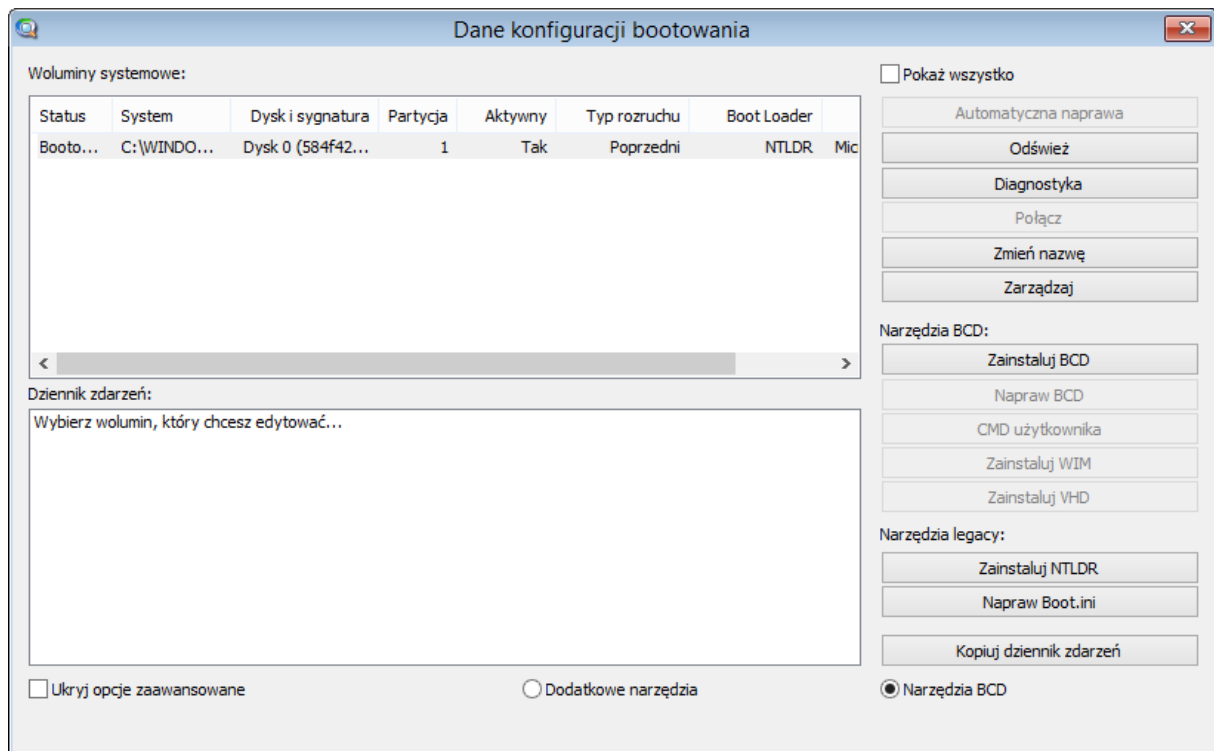 Dane konfiguracji bootowania
Woluminy systemowe:
Pokaż wszystko
Status System Dysk i sygnatura Partycja Aktywny Typ rozruchu Boot Loader
Booto... C:\WINDO... Dysk 0 (584f42... 1 Tak Poprzedni NTLDR Mic
Automatyczna naprawa
Odśwież
Diagnostyka
Połącz
Zmień nazwę
Zarządzaj
Narzędzia BCD:
Zainstaluj BCD
Napraw BCD
CMD użytkownika
Zainstaluj WIM
Zainstaluj VHD
Narzędzia legacy:
Zainstaluj NTLDR
Napraw Boot.ini
Kopiuj dziennik zdarzeń
Dziennik zdarzeń:
Wybierz wolumin, który chcesz edytować...
Ukryj opcje zaawansowane
Dodatkowe narzędzia
Narzędzia BCD